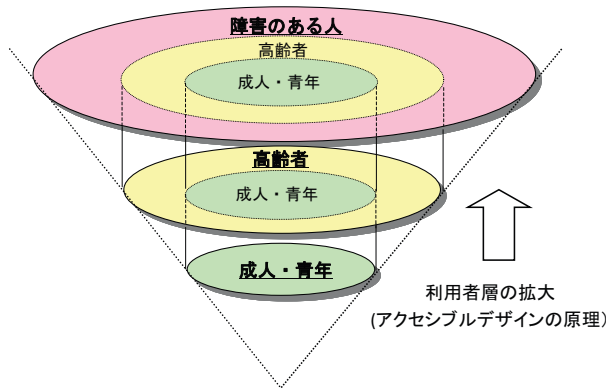 障害のある人
高齢者
成人・青年
高齢者
成人・青年
成人・青年
利用者層の拡大
(アクセシブルデザインの原理)